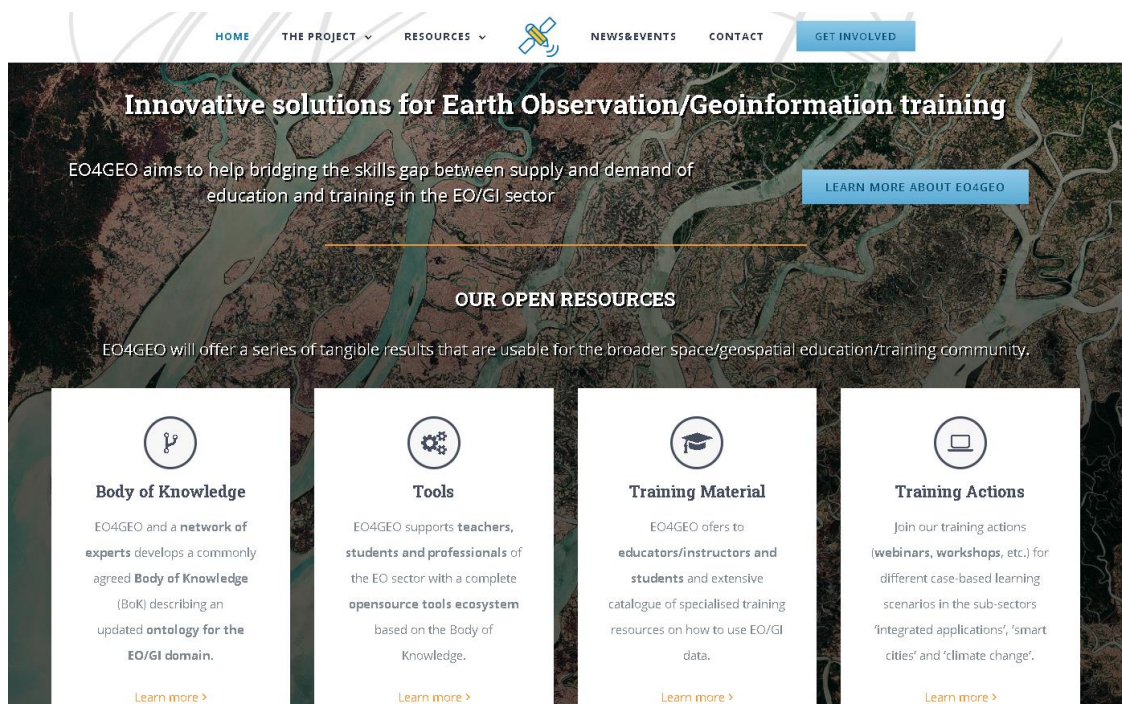 HOME
THE PROJECT
RESOURCES
NEWS&EVENTS
CONTACT
GET INVOLVED
Innovative solutions for Earth Observation/Geoinformation training
EO4GEO aims to help bridging the skills gap between supply and demand of
education and training in the EO/GI sector
LEARN MORE ABOUT EO4GEO
OUR OPEN RESOURCES
EO4GEO will offer a series of tangible results that are usable for the broader space/geospatial education/training community.
Body of Knowledge
EO4GEO and a network of
experts develops a commonly
agreed Body of Knowledge
(BoK) describing an
updated ontology for the
EO/GI domain.
Learn more >
Tools
EO4GEO supports teachers,
students and professionals of
the EO sector with a complete
opensource tools ecosystem
based on the Body of
Knowledge.
Learn more >
Training Material
EO4GEO ofers to
educators/instructors and
students and extensive
catalogue of specialised training
resources on how to use EO/GI
data.
Learn more >
Training Actions
Join our training actions
(webinars, workshops, etc.) for
different case-based learning
scenarios in the sub-sectors
'integrated applications', 'smart
cities' and 'climate change'.
Learn more >